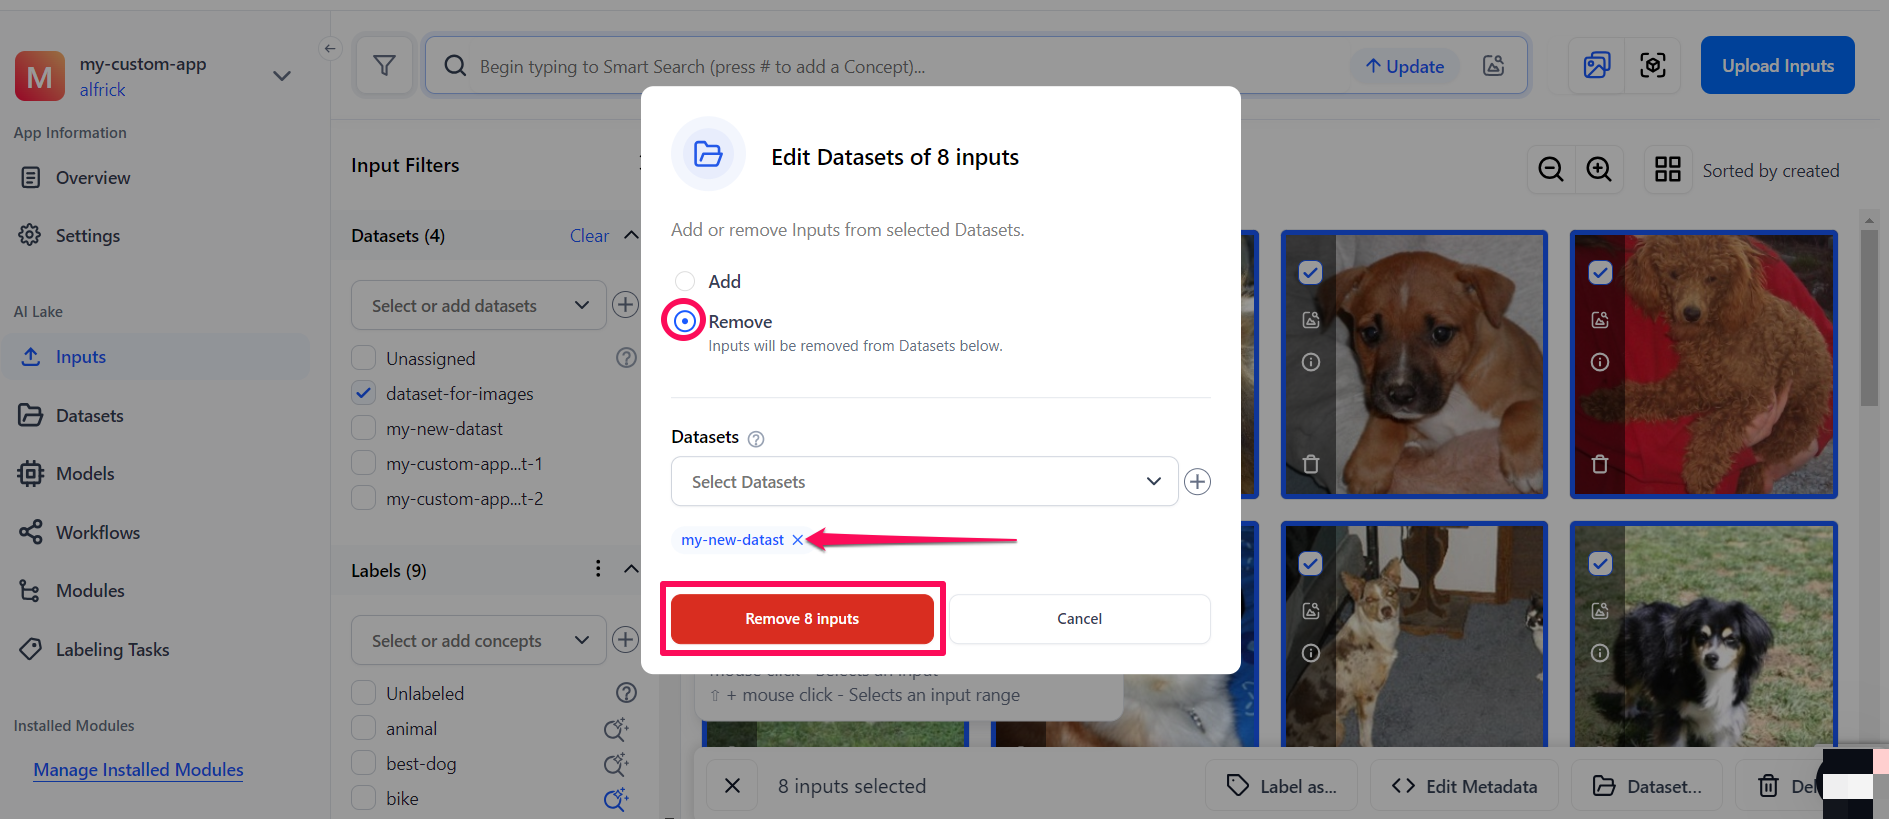 M
my-custom-app
alfrick
App Information
Overview
Settings
AI Lake
Inputs
Datasets
Models
Workflows
Modules
Labeling Tasks
Installed Modules
Manage Installed Modules
Begin typing to Smart Search (press # to add a Concept)...
Update
Upload Inputs
Input Filters
Datasets (4)
Clear
Select or add datasets
Unassigned
dataset-for-images
my-new-datast
my-custom-app...t-1
my-custom-app...t-2
Labels (9)
Select or add concepts
Unlabeled
animal
best-dog
bike
Sorted by created
Edit Datasets of 8 inputs
Add or remove Inputs from selected Datasets.
Add
Remove
Inputs will be removed from Datasets below.
Datasets
Select Datasets
my-new-datast
Remove 8 inputs
Cancel
mouse click - Selects an input
⇧ + mouse click - Selects an input range
8 inputs selected
Label as...
Edit Metadata
Dataset...